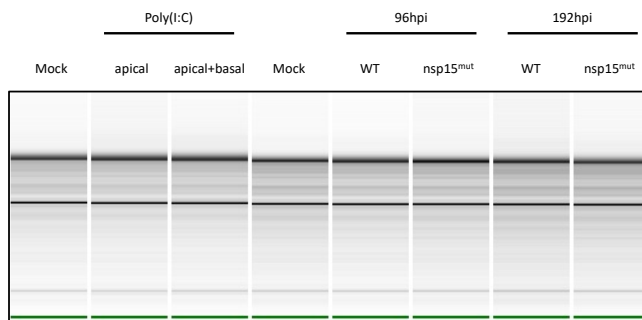 Poly(I:C) 96hpi 192hpi
Mock apical apical+basal Mock WT nsp15ᵐᵘᵗ WT nsp15ᵐᵘᵗ